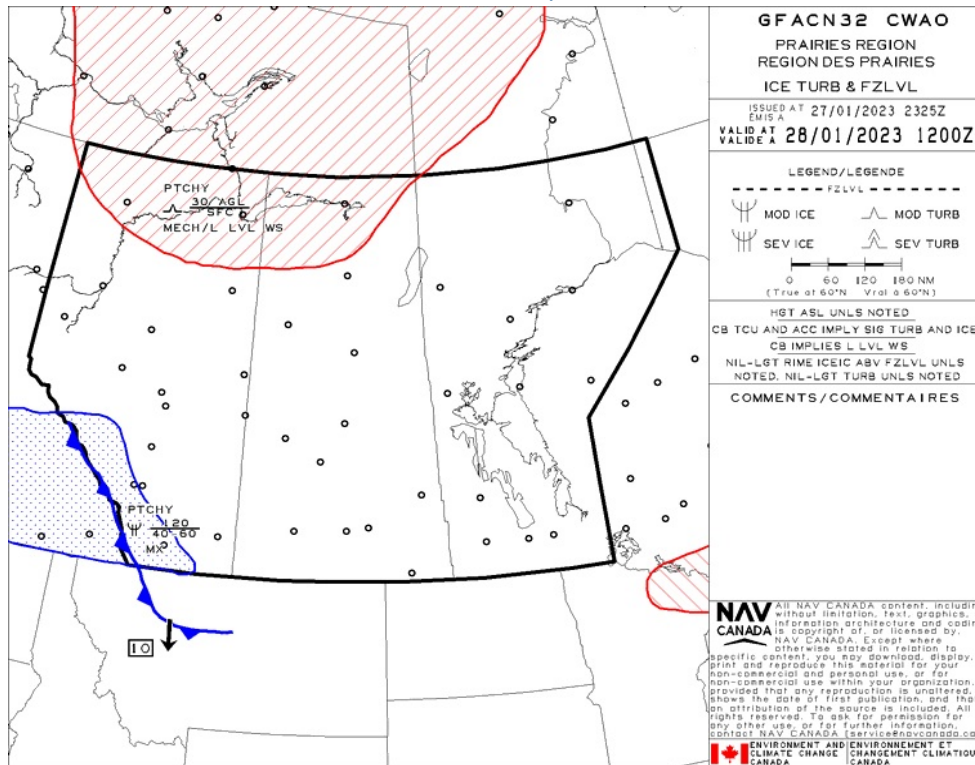 PTCHY
30/AGL
SFC
MECH/L LVL WS
PTCHY
120
40-60
MX
10
GFACN32 CWAO
PRAIRIES REGION
REGION DES PRAIRIES
ICE TURB & FZLVL
ISSUED AT 27/01/2023 2325Z
EMIS A
VALID AT 28/01/2023 1200Z
VALIDE A
LEGEND/LEGENDE
FZLVL
MOD ICE MOD TURB
SEV ICE SEV TURB
0 60 120 180 NM
(True at 60°N Vrai a 60°N)
HGT ASL UNLS NOTED
CB TCU AND ACC IMPLY SIG TURB AND ICE
CB IMPLIES L LVL WS
NIL-LGT RIME ICEIC ABV FZLVL UNLS
NOTED. NIL-LGT TURB UNLS NOTED
COMMENTS/COMMENTAIRES
NAV
CANADA
All NAV CANADA content, includin
without limitation, text, graphics,
information architecture and codin
is copyright of, or licensed by,
NAV CANADA. Except where
otherwise stated in relation to
specific content, you may download, display,
print and reproduce this material for your
non-commercial and personal use, or for
non-commercial use within your organization,
provided that any reproduction is unaltered,
shows the date of first publication, and tha
an attribution of the source is included. All
rights reserved. To ask for permission for
any other use, or for further information,
contact NAV CANADA [service@navcanada.ca
ENVIRONMENT AND
CLIMATE CHANGE
CANADA
ENVIRONNEMENT ET
CHANGEMENT CLIMATIQU
CANADA